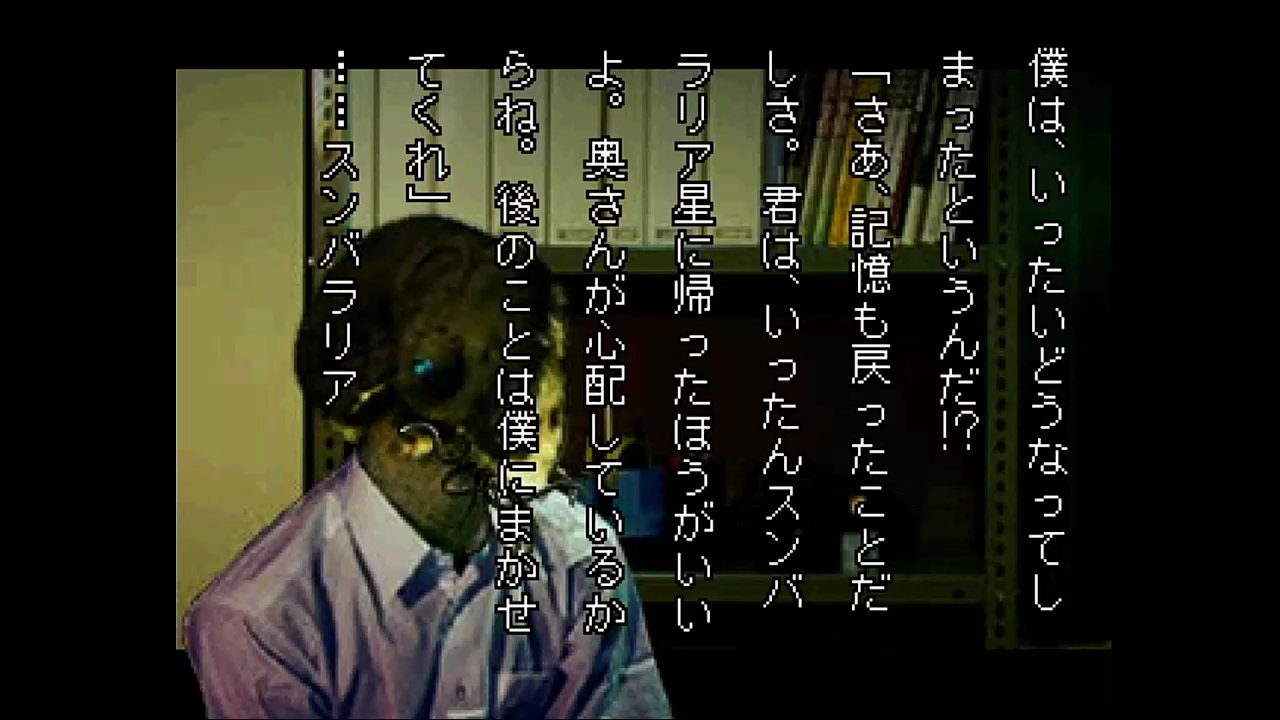 僕は、いったいどうなってし
まったというんだ!?
「さあ、記憶も戻ったことだ
しさ。君は、いったんスンバ
ラリア星に帰ったほうがいい
よ。奥さんが心配しているか
らね。後のことは僕にまかせ
てくれ」
……スンバラリア